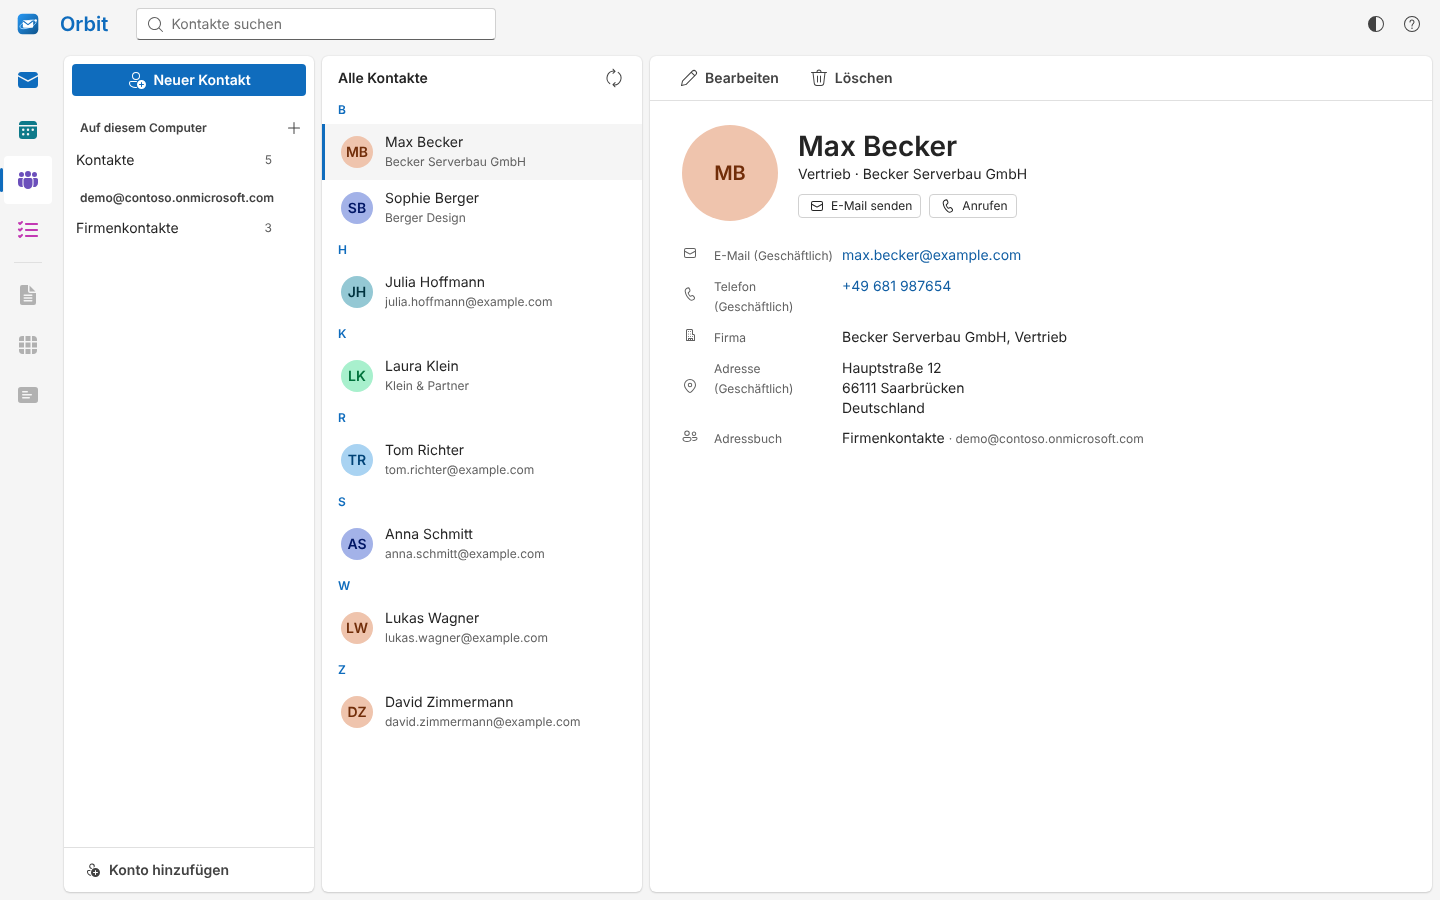 Orbit
Kontakte suchen
Neuer Kontakt
Auf diesem Computer
Kontakte 5
demo@contoso.onmicrosoft.com
Firmenkontakte 3
Konto hinzufügen
Alle Kontakte
B
MB
Max Becker
Becker Serverbau GmbH
SB
Sophie Berger
Berger Design
H
JH
Julia Hoffmann
julia.hoffmann@example.com
K
LK
Laura Klein
Klein & Partner
R
TR
Tom Richter
tom.richter@example.com
S
AS
Anna Schmitt
anna.schmitt@example.com
W
LW
Lukas Wagner
lukas.wagner@example.com
Z
DZ
David Zimmermann
david.zimmermann@example.com
Bearbeiten
Löschen
MB
Max Becker
Vertrieb · Becker Serverbau GmbH
E-Mail senden
Anrufen
E-Mail (Geschäftlich) max.becker@example.com
Telefon (Geschäftlich) +49 681 987654
Firma Becker Serverbau GmbH, Vertrieb
Adresse (Geschäftlich)
Hauptstraße 12
66111 Saarbrücken
Deutschland
Adressbuch Firmenkontakte · demo@contoso.onmicrosoft.com